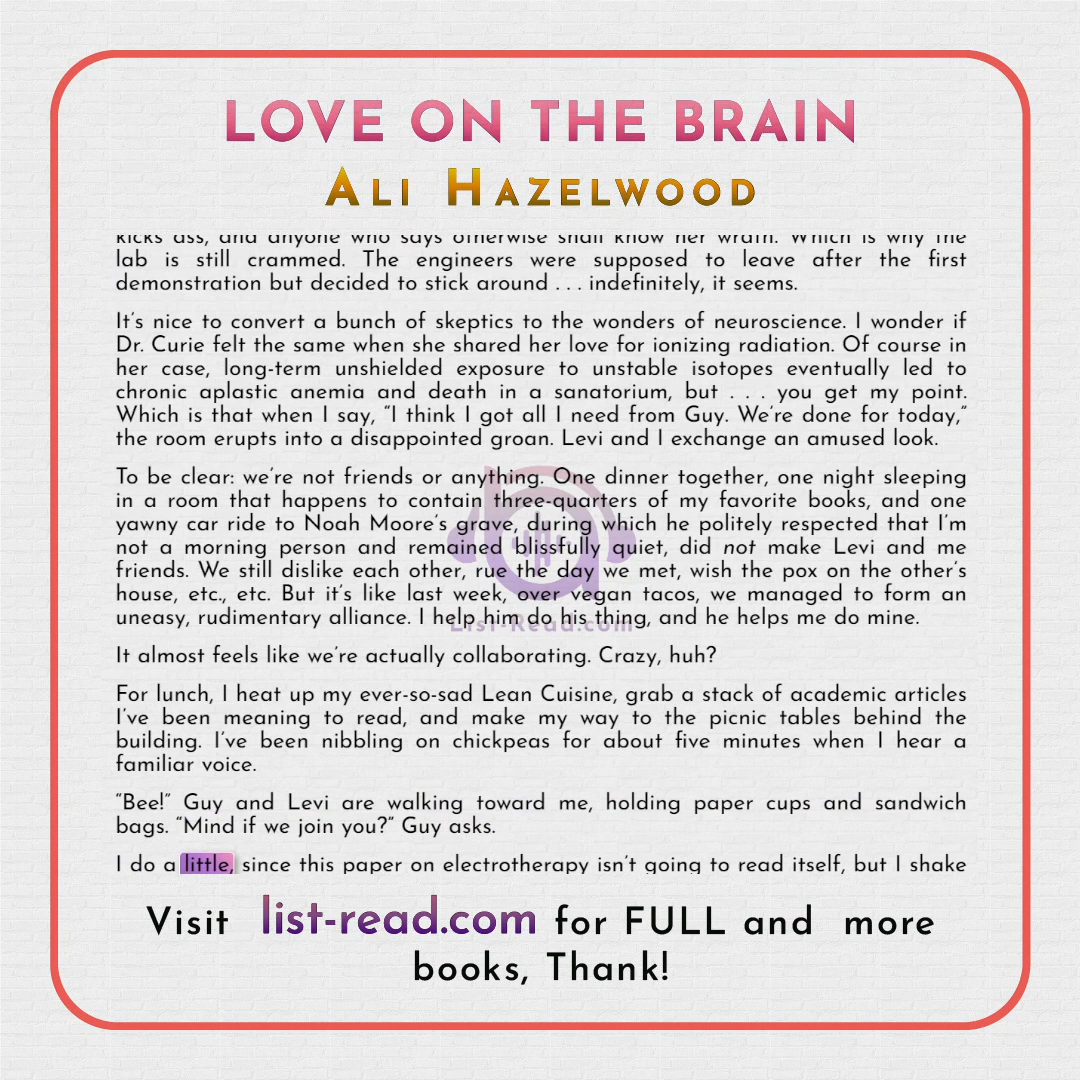 LOVE ON THE BRAIN
ALI HAZELWOOD
kicks ass, and anyone who says otherwise shall know her wrath. Which is why the
lab is still crammed. The engineers were supposed to leave after the first
demonstration but decided to stick around . . . indefinitely, it seems.
It's nice to convert a bunch of skeptics to the wonders of neuroscience. I wonder if
Dr. Curie felt the same when she shared her love for ionizing radiation. Of course in
her case, long-term unshielded exposure to unstable isotopes eventually led to
chronic aplastic anemia and death in a sanatorium, but . . . you get my point.
Which is that when I say, “I think I got all I need from Guy. We're done for today,”
the room erupts into a disappointed groan. Levi and I exchange an amused look.
To be clear: we're not friends or anything. One dinner together, one night sleeping
in a room that happens to contain three-quarters of my favorite books, and one
yawny car ride to Noah Moore's grave, during which he politely respected that I'm
not a morning person and remained blissfully quiet, did not make Levi and me
friends. We still dislike each other, rue the day we met, wish the pox on the other's
house, etc., etc. But it's like last week, over vegan tacos, we managed to form an
uneasy, rudimentary alliance. I help him do his thing, and he helps me do mine.
List-Read.com
It almost feels like we're actually collaborating. Crazy, huh?
For lunch, I heat up my ever-so-sad Lean Cuisine, grab a stack of academic articles
I've been meaning to read, and make my way to the picnic tables behind the
building. I've been nibbling on chickpeas for about five minutes when I hear a
familiar voice.
“Bee!” Guy and Levi are walking toward me, holding paper cups and sandwich
bags. “Mind if we join you?” Guy asks.
I do a little, since this paper on electrotherapy isn't going to read itself, but I shake
Visit list-read.com for FULL and more
books, Thank!